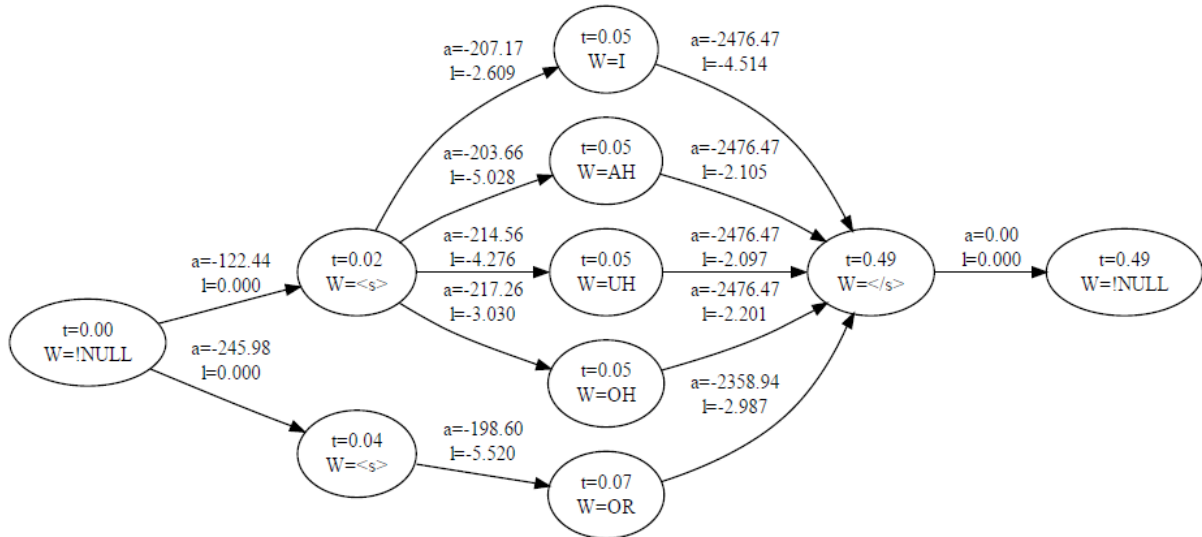 t=0.05
W=I
a=-207.17
l=-2.609
a=-2476.47
l=-4.514
t=0.05
W=AH
a=-203.66
l=-5.028
a=-2476.47
l=-2.105
t=0.02
W=<s>
a=-122.44
l=0.000
a=-214.56
l=-4.276
t=0.05
W=UH
a=-2476.47
l=-2.097
t=0.49
W=</s>
a=0.00
l=0.000
t=0.49
W=!NULL
t=0.00
W=!NULL
a=-217.26
l=-3.030
a=-2476.47
l=-2.201
t=0.05
W=OH
a=-245.98
l=0.000
a=-2358.94
l=-2.987
t=0.04
W=<s>
a=-198.60
l=-5.520
t=0.07
W=OR